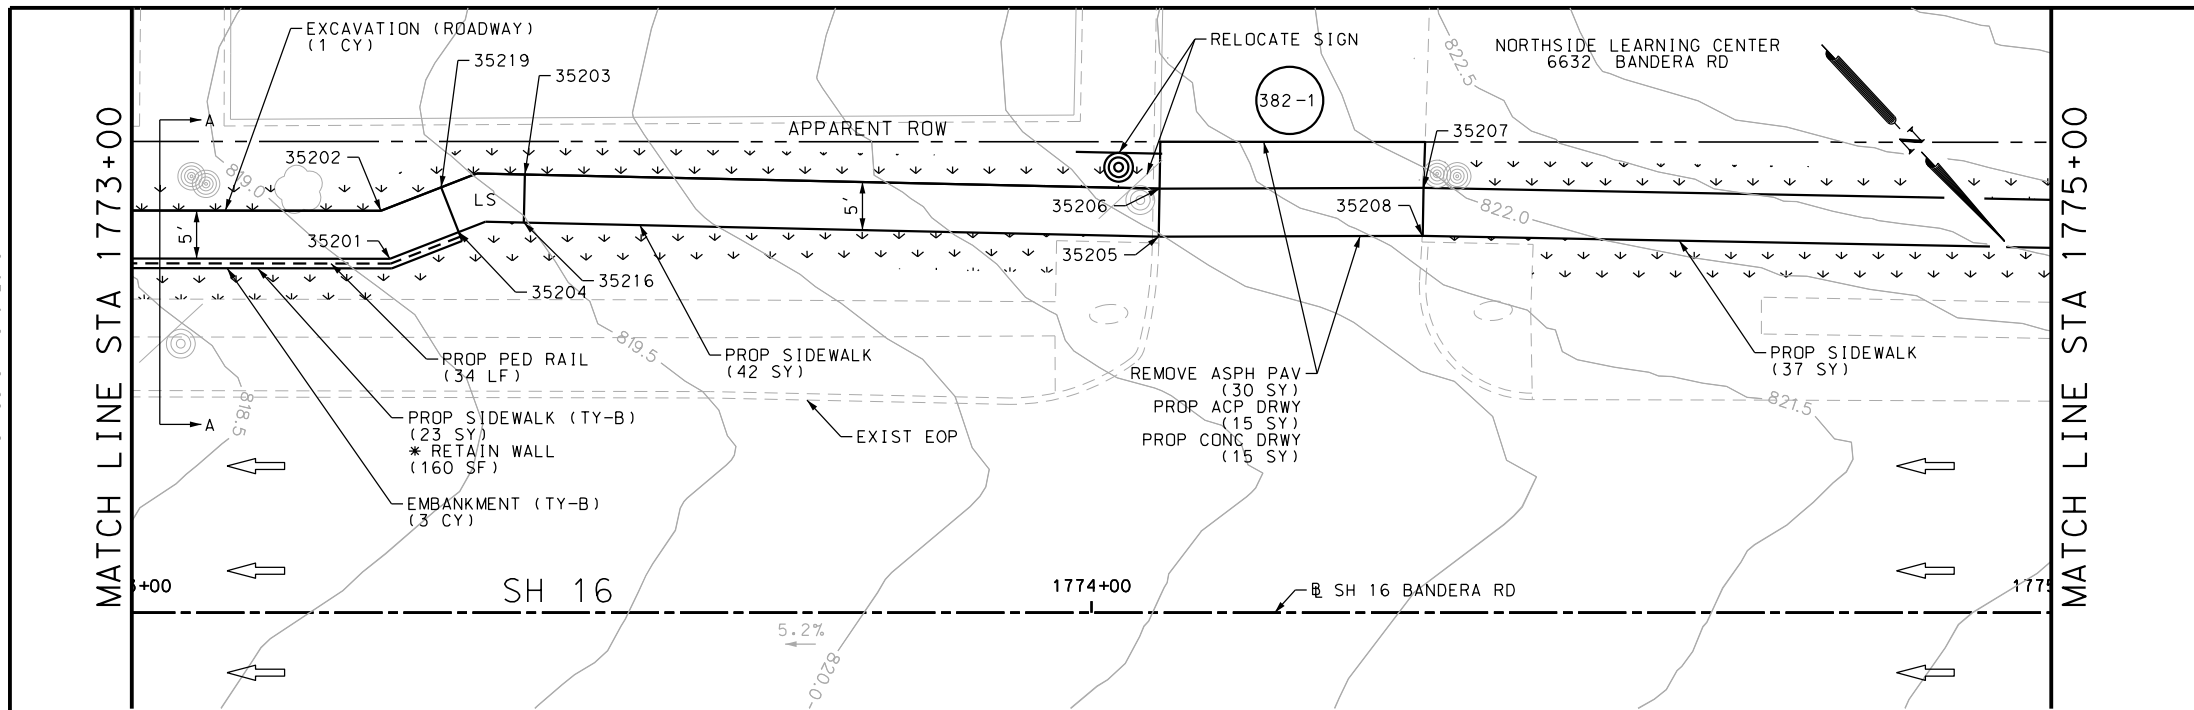 EXCAVATION (ROADWAY)
(1 CY)
35219
35203
RELOCATE SIGN
382-1
822.5
NORTHSIDE LEARNING CENTER
6632 BANDERA RD
A
APPARENT ROW
35207
N
35202
819.0
LS
5'
5'
35206
35208
822.0
35201
35205
35216
35204
MATCH LINE STA 1773+00
MATCH LINE STA 1775+00
819.5
PROP PED RAIL
(34 LF)
PROP SIDEWALK
(42 SY)
REMOVE ASPH PAV
(30 SY)
PROP ACP DRWY
(15 SY)
PROP CONC DRWY
(15 SY)
PROP SIDEWALK
(37 SY)
821.5
818.5
A
PROP SIDEWALK (TY-B)
(23 SY)
* RETAIN WALL
(160 SF)
EXIST EOP
EMBANKMENT (TY-B)
(3 CY)
+00
SH 16
1774+00
SH 16 BANDERA RD
177
5.2%
820.0